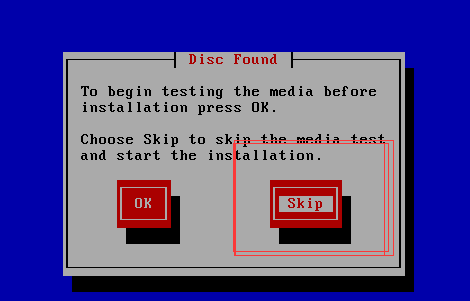 Disc Found
To begin testing the media before
installation press OK.
Choose Skip to skip the media test
and start the installation.
OK
Skip